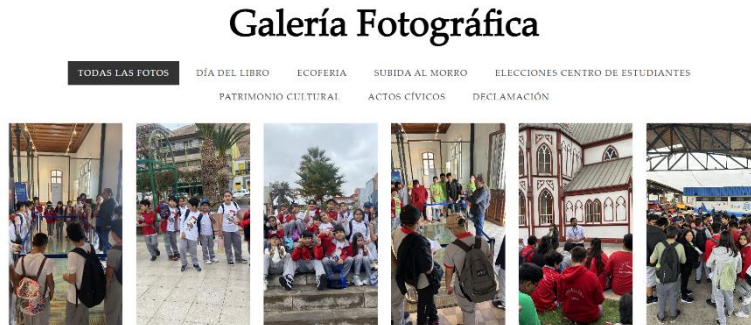 Galería Fotográfica
TODAS LAS FOTOS DÍA DEL LIBRO ECOFERIA SUBIDA AL MORRO ELECCIONES CENTRO DE ESTUDIANTES
PATRIMONIO CULTURAL ACTOS CÍVICOS DECLAMACIÓN